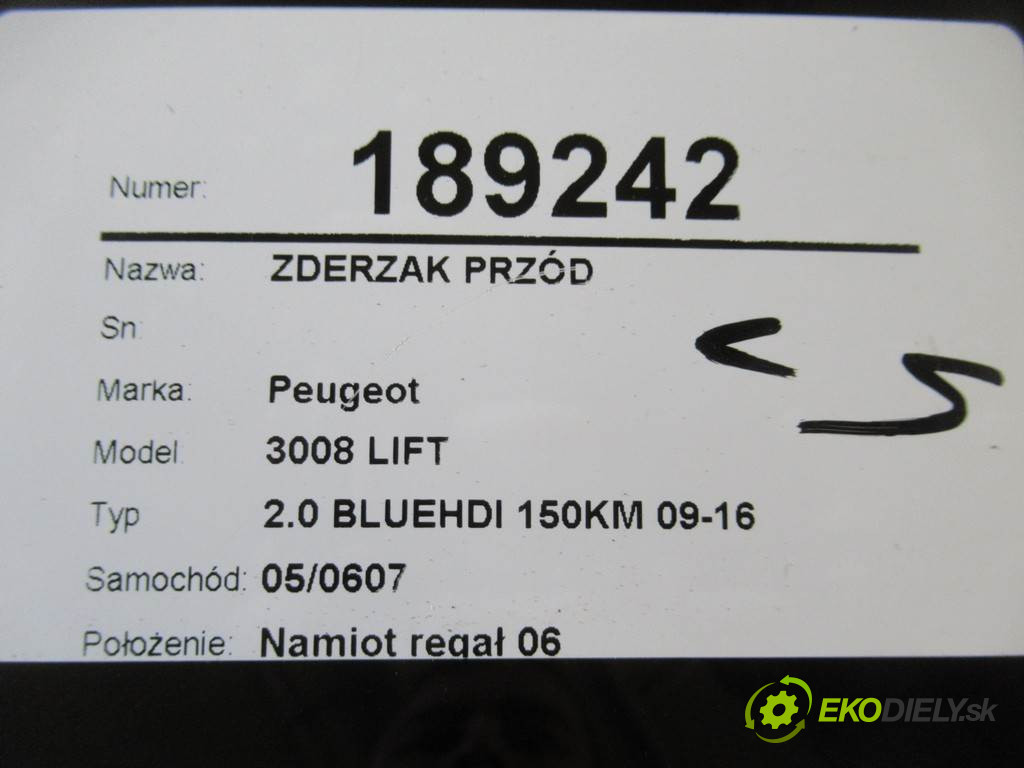 Numer: 189242
Nazwa: ZDERZAK PRZÓD
Sn:
Marka: Peugeot
Model: 3008 LIFT
Typ 2.0 BLUEHDI 150KM 09-16
Samochód: 05/0607
Położenie: Namiot regał 06
EKODIELY.sk